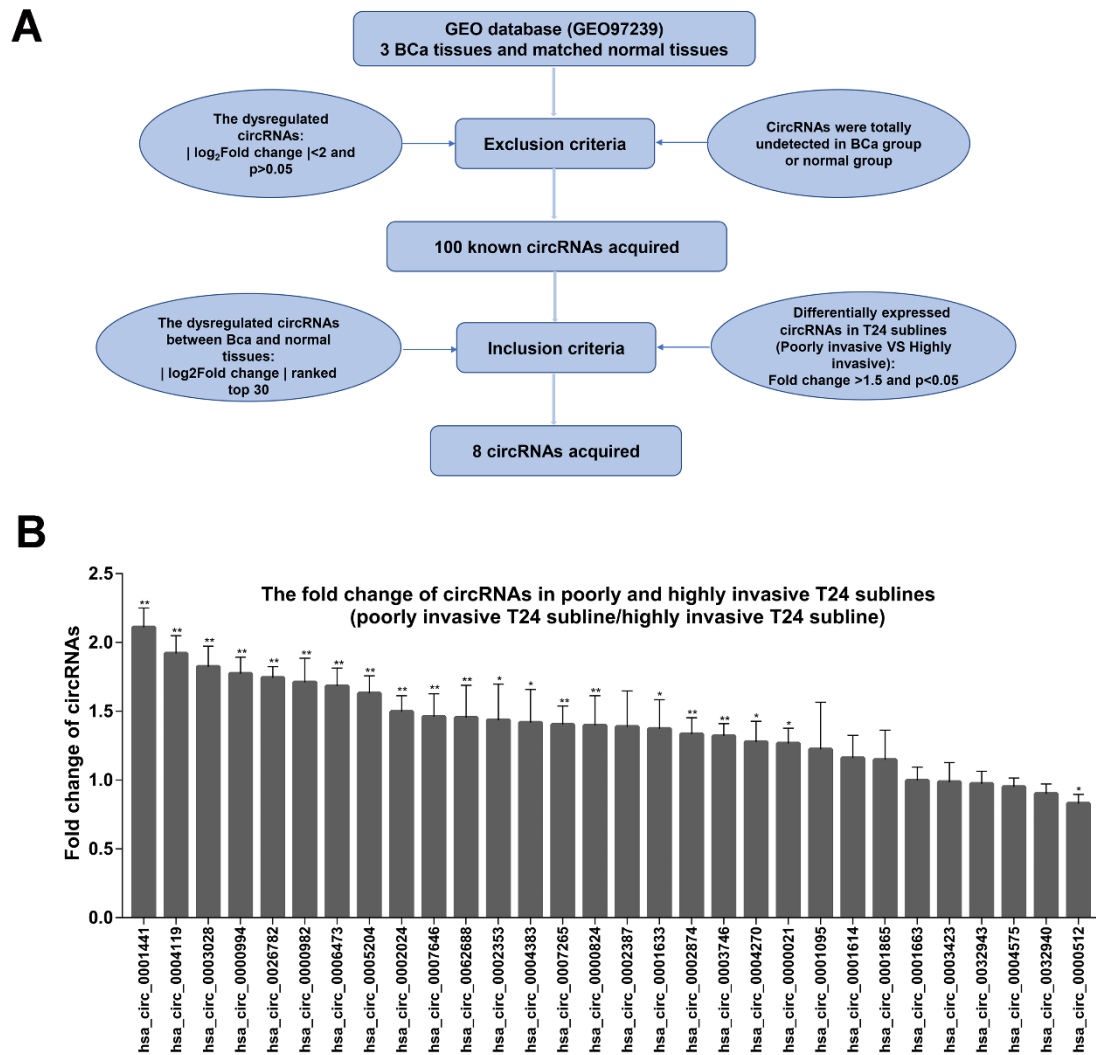 A
GEO database (GEO97239)
3 BCa tissues and matched normal tissues
The dysregulated
circRNAs:
| log₂Fold change |<2 and
p>0.05
Exclusion criteria
CircRNAs were totally
undetected in BCa group
or normal group
100 known circRNAs acquired
The dysregulated circRNAs
between Bca and normal
tissues:
| log2Fold change | ranked
top 30
Inclusion criteria
Differentially expressed
circRNAs in T24 sublines
(Poorly invasive VS Highly
invasive):
Fold change >1.5 and p<0.05
8 circRNAs acquired
B
The fold change of circRNAs in poorly and highly invasive T24 sublines
(poorly invasive T24 subline/highly invasive T24 subline)
Fold change of circRNAs
2.5
2.0
1.5
1.0
0.5
0.0
**
**
**
**
**
**
**
**
**
**
**
*
*
**
**
*
**
**
*
*
*
hsa_circ_0001441
hsa_circ_0004119
hsa_circ_0003028
hsa_circ_0000994
hsa_circ_0026782
hsa_circ_0000982
hsa_circ_0006473
hsa_circ_0005204
hsa_circ_0002024
hsa_circ_0007646
hsa_circ_0062688
hsa_circ_0002353
hsa_circ_0004383
hsa_circ_0007265
hsa_circ_0000824
hsa_circ_0002387
hsa_circ_0001633
hsa_circ_0002874
hsa_circ_0003746
hsa_circ_0004270
hsa_circ_0000021
hsa_circ_0001095
hsa_circ_0001614
hsa_circ_0001865
hsa_circ_0001663
hsa_circ_0003423
hsa_circ_0032943
hsa_circ_0004575
hsa_circ_0032940
hsa_circ_0000512